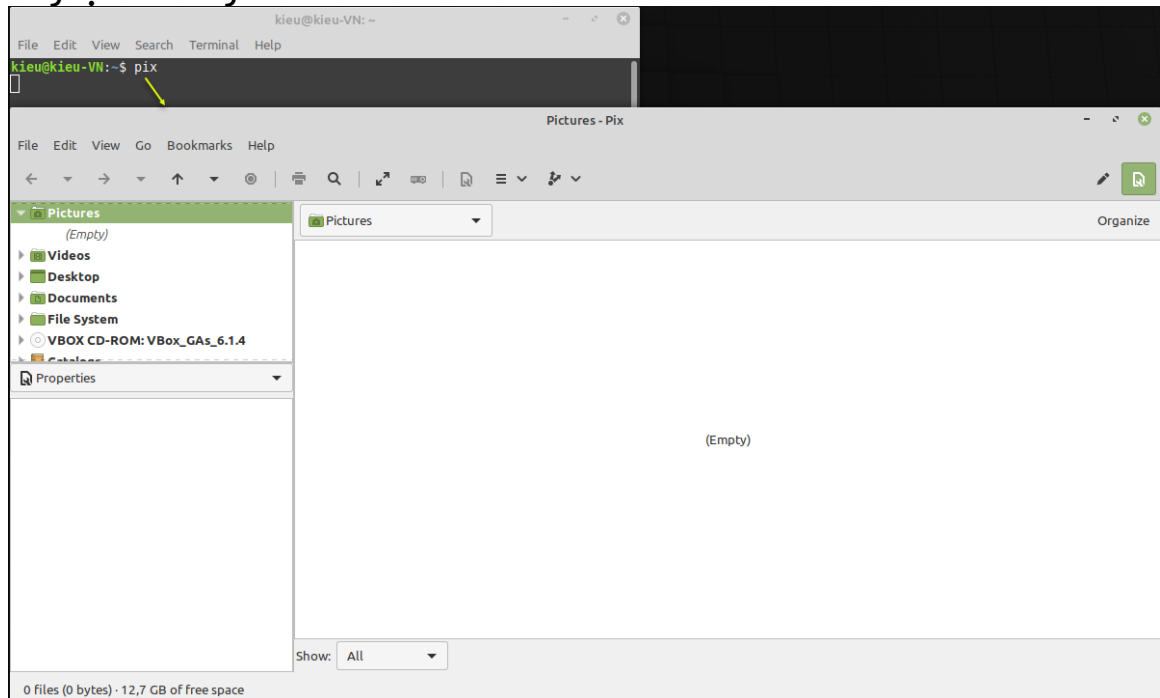 kieu@kieu-VN: ~
File Edit View Search Terminal Help
kieu@kieu-VN:~$ pix
Pictures - Pix
File Edit View Go Bookmarks Help
Pictures
Pictures
Organize
(Empty)
Videos
Desktop
Documents
File System
VBOX CD-ROM: VBox_GAs_6.1.4
Catalogs
Properties
(Empty)
Show: All
0 files (0 bytes) · 12,7 GB of free space